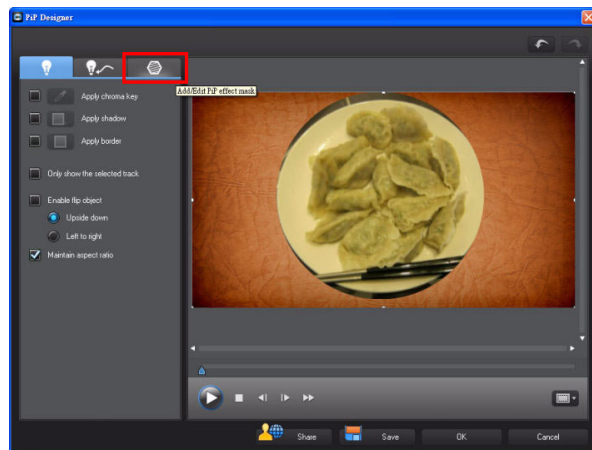 PiP Designer
Add/Edit PiP effect mask
Apply chroma key
Apply shadow
Apply border
Only show the selected track
Enable flip object
Upside down
Left to right
Maintain aspect ratio
Share
Save
OK
Cancel